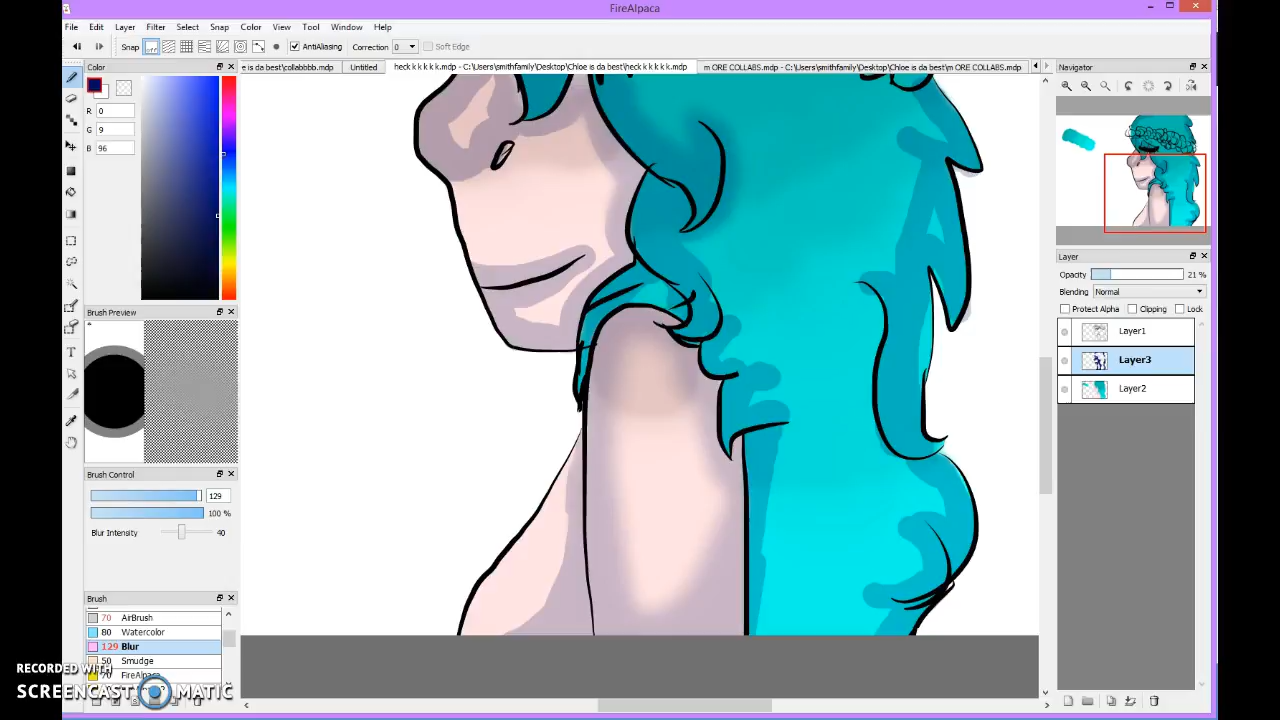 FireAlpaca
File Edit Layer Filter Select Snap Color View Tool Window Help
Snap off AntiAliasing Correction 0 Soft Edge
Color
e is da best\collabbbb.mdp Untitled heck k k k k k.mdp - C:\Users\smithfamily\Desktop\Chloe is da best\heck k k k k k.mdp m ORE COLLABS.mdp - C:\Users\smithfamily\Desktop\Chloe is da best\m ORE COLLABS.mdp
Navigator
R 0
G 9
B 96
Layer
Opacity 21 %
Blending Normal
Protect Alpha Clipping Lock
Layer1
Layer3
Layer2
Brush Preview
Brush Control
129
100 %
Blur Intensity 40
Brush
70 AirBrush
80 Watercolor
129 Blur
50 Smudge
70 FireAlpaca
RECORDED WITH
SCREENCAST MATIC